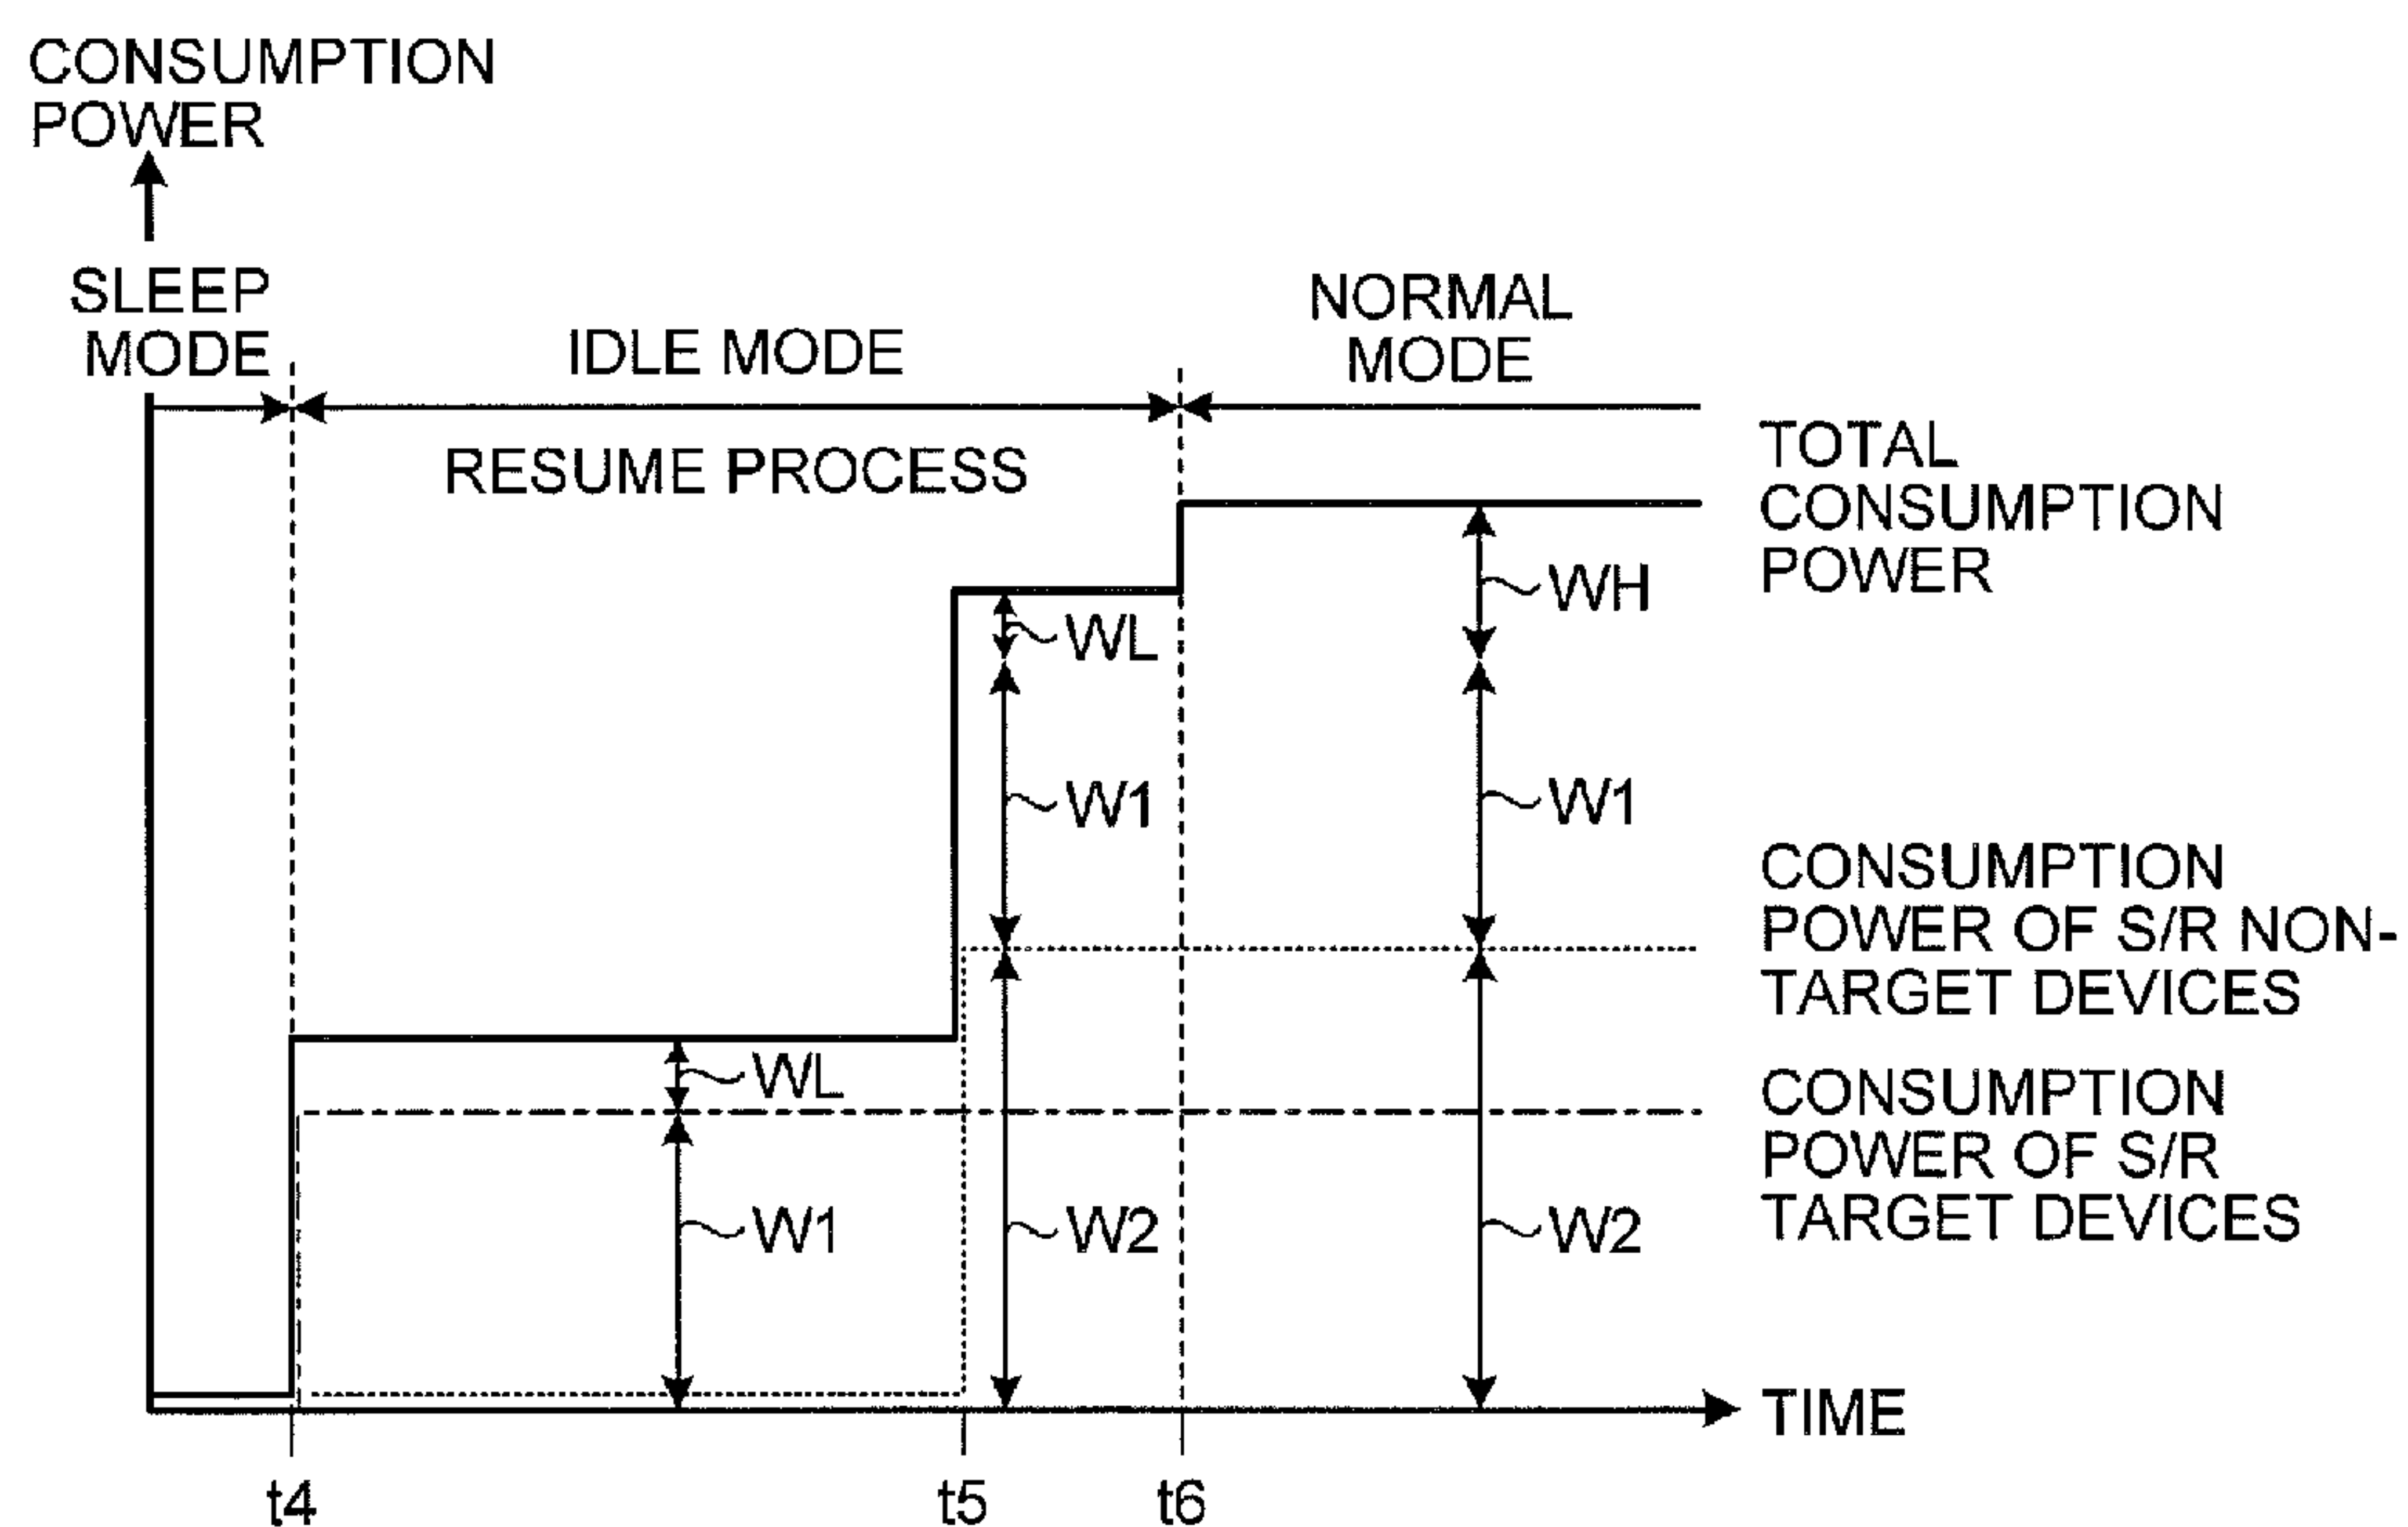 CONSUMPTION
POWER
SLEEP
MODE
IDLE MODE
NORMAL
MODE
RESUME PROCESS
TOTAL
CONSUMPTION
POWER
WH
WL
W1
W1
CONSUMPTION
POWER OF S/R NON-
TARGET DEVICES
WL
CONSUMPTION
POWER OF S/R
TARGET DEVICES
W1
W2
W2
TIME
t4
t5
t6